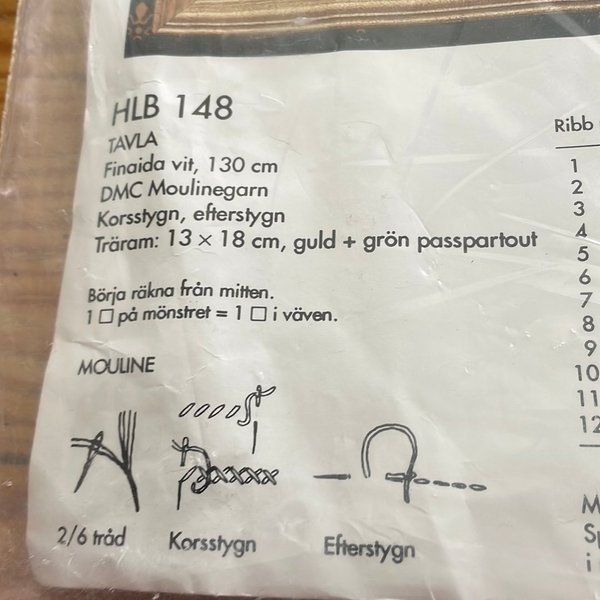 HLB 148
TAVLA
Finaida vit, 130 cm
DMC Moulinegarn
Korsstygn, efterstygn
Träram: 13 × 18 cm, guld + grön passpartout
Börja räkna från mitten.
1 □ på mönstret = 1 □ i väven.
MOULINE
2/6 tråd
Korsstygn
Efterstygn
Ribb
1
2
3
4
5
6
7
8
9
10
11
12
M
Sp
i